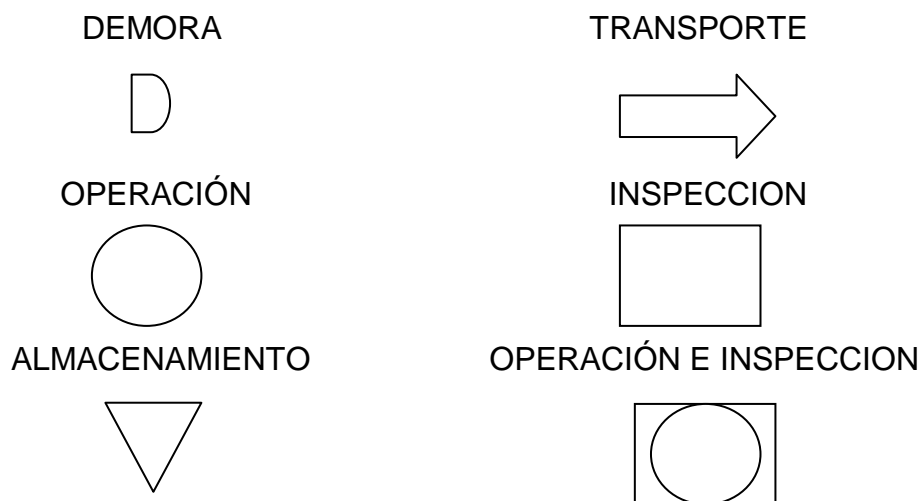 DEMORA
TRANSPORTE
OPERACIÓN
INSPECCION
ALMACENAMIENTO
OPERACIÓN E INSPECCION